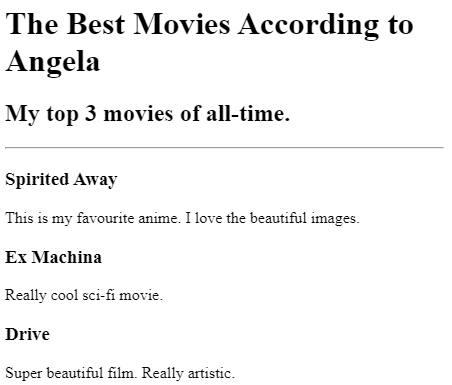 The Best Movies According to
Angela
My top 3 movies of all-time.
Spirited Away
This is my favourite anime. I love the beautiful images.
Ex Machina
Really cool sci-fi movie.
Drive
Super beautiful film. Really artistic.